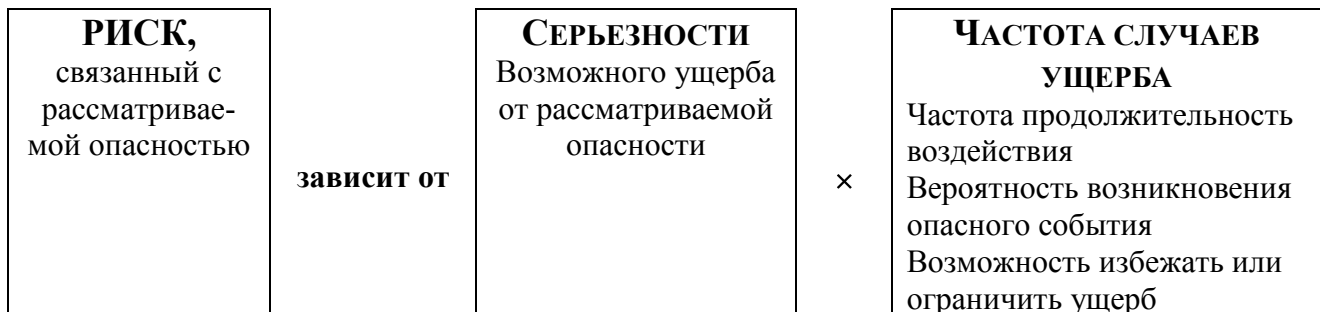 РИСК,
связанный с
рассматривае-
мой опасностью
зависит от
СЕРЬЕЗНОСТИ
Возможного ущерба
от рассматриваемой
опасности
×
ЧАСТОТА СЛУЧАЕВ
УЩЕРБА
Частота продолжительность
воздействия
Вероятность возникновения
опасного события
Возможность избежать или
ограничить ущерб